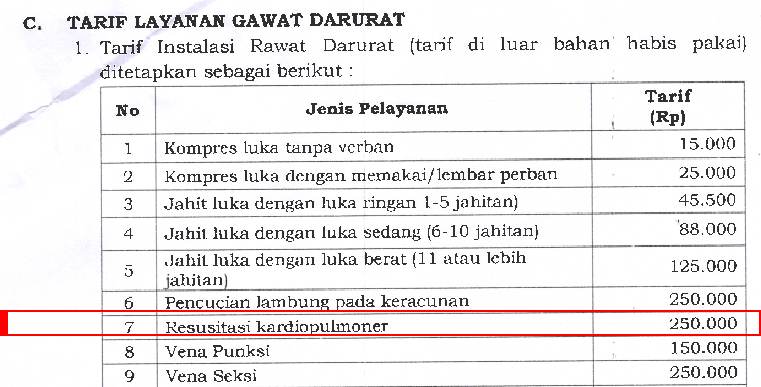 C. TARIF LAYANAN GAWAT DARURAT
1. Tarif Instalasi Rawat Darurat (tarif di luar bahan habis pakai)
ditetapkan sebagai berikut :
No Jenis Pelayanan Tarif
(Rp)
1 Kompres luka tanpa verban 15.000
2 Kompres luka dengan memakai/lembar perban 25.000
3 Jahit luka dengan luka ringan 1-5 jahitan) 45.500
4 Jahit luka dengan luka sedang (6-10 jahitan) 88.000
5 Jahit luka dengan luka berat (11 atau lebih
jahitan) 125.000
6 Pencucian lambung pada keracunan 250.000
7 Resusitasi kardiopulmoner 250.000
8 Vena Punksi 150.000
9 Vena Seksi 250.000